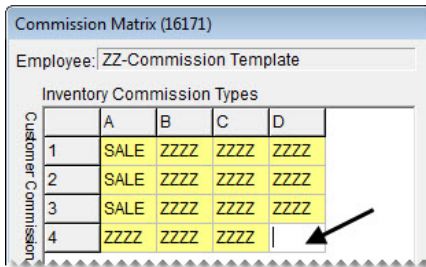 Commission Matrix (16171)
Employee: ZZ-Commission Template
Inventory Commission Types
Customer Commission
A B C D
1 SALE ZZZZ ZZZZ ZZZZ
2 SALE ZZZZ ZZZZ ZZZZ
3 SALE ZZZZ ZZZZ ZZZZ
4 ZZZZ ZZZZ ZZZZ